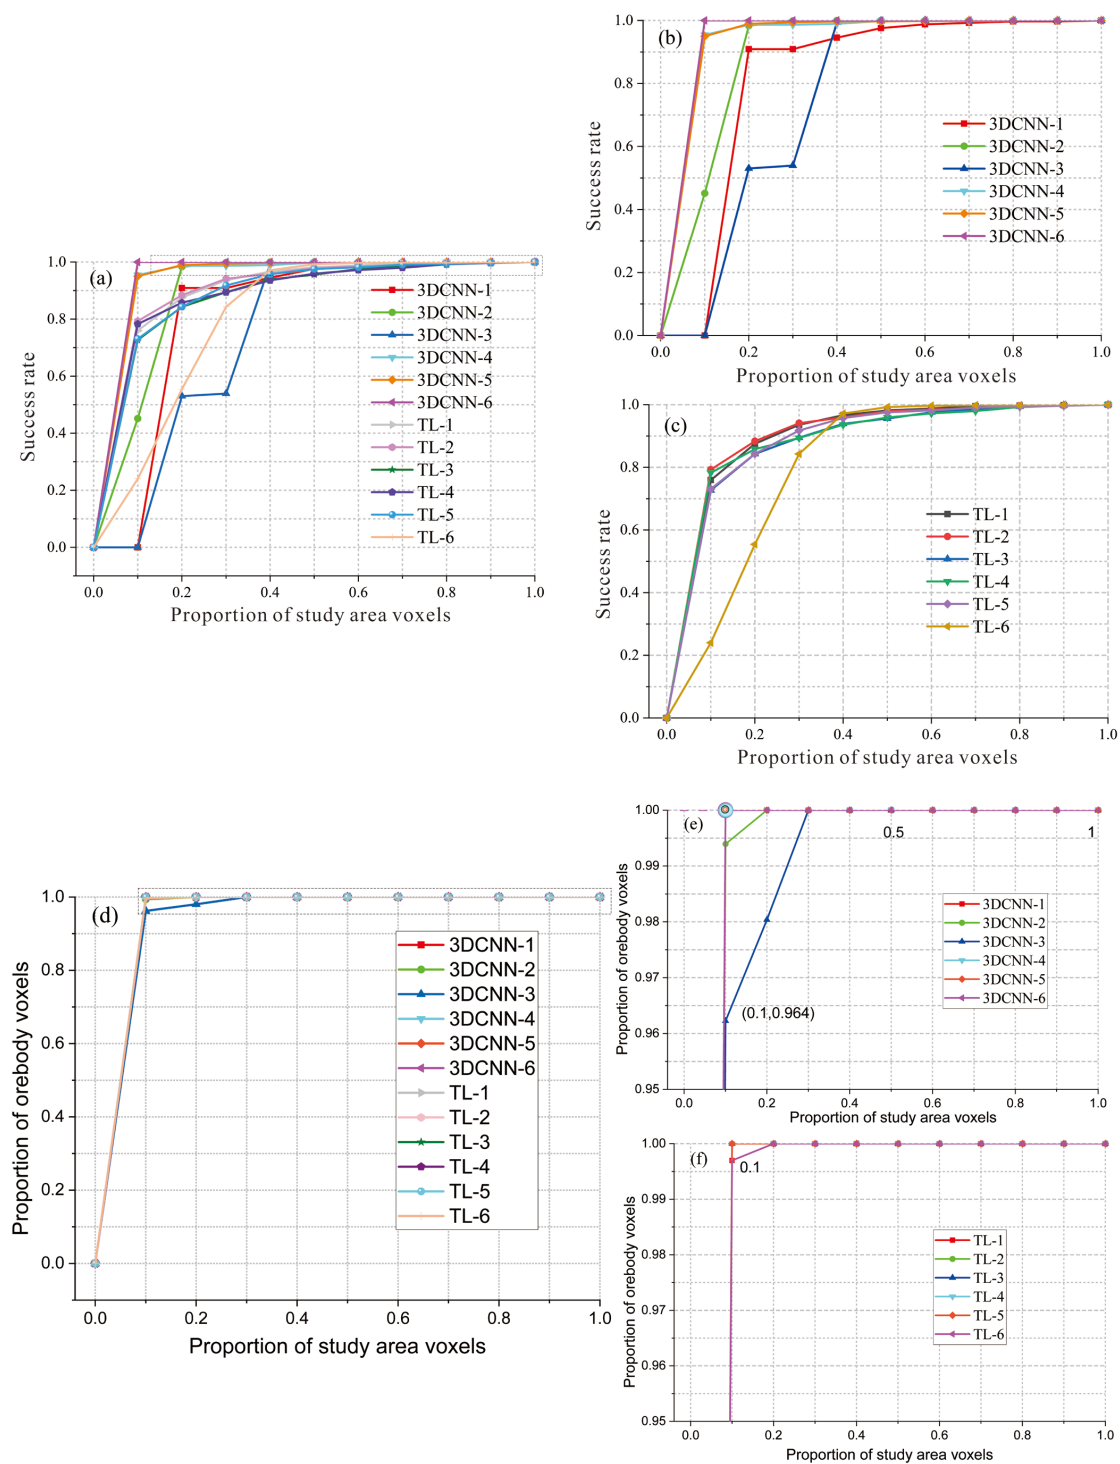 (b)
1.0
0.8
0.6
0.4
0.2
0.0
Success rate
3DCNN-1
3DCNN-2
3DCNN-3
3DCNN-4
3DCNN-5
3DCNN-6
0.0 0.2 0.4 0.6 0.8 1.0
Proportion of study area voxels
(a)
1.0
0.8
0.6
0.4
0.2
0.0
Success rate
3DCNN-1
3DCNN-2
3DCNN-3
3DCNN-4
3DCNN-5
3DCNN-6
TL-1
TL-2
TL-3
TL-4
TL-5
TL-6
0.0 0.2 0.4 0.6 0.8 1.0
Proportion of study area voxels
(c)
1.0
0.8
0.6
0.4
0.2
0.0
Success rate
TL-1
TL-2
TL-3
TL-4
TL-5
TL-6
0.0 0.2 0.4 0.6 0.8 1.0
Proportion of study area voxels
(d)
1.0
0.8
0.6
0.4
0.2
0.0
Proportion of orebody voxels
3DCNN-1
3DCNN-2
3DCNN-3
3DCNN-4
3DCNN-5
3DCNN-6
TL-1
TL-2
TL-3
TL-4
TL-5
TL-6
0.0 0.2 0.4 0.6 0.8 1.0
Proportion of study area voxels
(e)
1.00
0.99
0.98
0.97
0.96
0.95
Proportion of orebody voxels
0.5 1
3DCNN-1
3DCNN-2
3DCNN-3
3DCNN-4
3DCNN-5
3DCNN-6
(0.1,0.964)
0.0 0.2 0.4 0.6 0.8 1.0
Proportion of study area voxels
(f)
1.00
0.99
0.98
0.97
0.96
0.95
Proportion of orebody voxels
0.1
TL-1
TL-2
TL-3
TL-4
TL-5
TL-6
0.0 0.2 0.4 0.6 0.8 1.0
Proportion of study area voxels